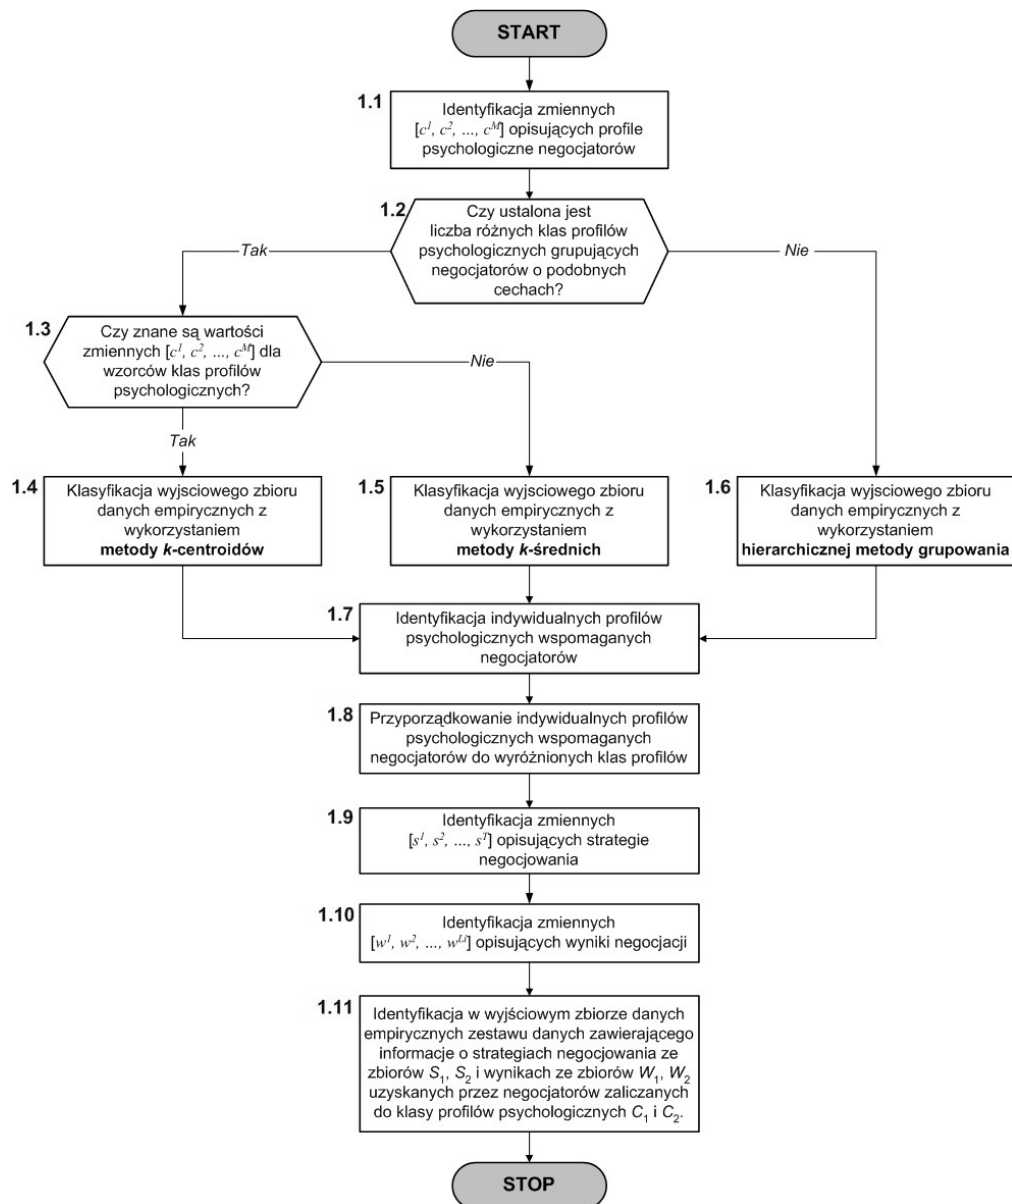 START
1.1
Identyfikacja zmiennych
[c¹, c², ..., cᴹ] opisujących profile
psychologiczne negocjatorów
1.2
Czy ustalona jest
liczba różnych klas profilów
psychologicznych grupujących
negocjatorów o podobnych
cechach?
Tak
Nie
1.3
Czy znane są wartości
zmiennych [c¹, c², ..., cᴹ] dla
wzorców klas profilów
psychologicznych?
Nie
Tak
1.4
Klasyfikacja wyjsciowego zbioru
danych empirycznych z
wykorzystaniem
metody k-centroidów
1.5
Klasyfikacja wyjsciowego zbioru
danych empirycznych z
wykorzystaniem
metody k-średnich
1.6
Klasyfikacja wyjsciowego zbioru
danych empirycznych z
wykorzystaniem
hierarchicznej metody grupowania
1.7
Identyfikacja indywidualnych profilów
psychologicznych wspomaganych
negocjatorów
1.8
Przyporządkowanie indywidualnych profilów
psychologicznych wspomaganych
negocjatorów do wyróżnionych klas profilów
1.9
Identyfikacja zmiennych
[s¹, s², ..., sᵀ] opisujących strategie
negocjowania
1.10
Identyfikacja zmiennych
[w¹, w², ..., wᴸⁱ] opisujących wyniki negocjacji
1.11
Identyfikacja w wyjściowym zbiorze danych
empirycznych zestawu danych zawierającego
informacje o strategiach negocjowania ze
zbiorów S₁, S₂ i wynikach ze zbiorów W₁, W₂
uzyskanych przez negocjatorów zaliczanych
do klasy profilów psychologicznych C₁ i C₂.
STOP